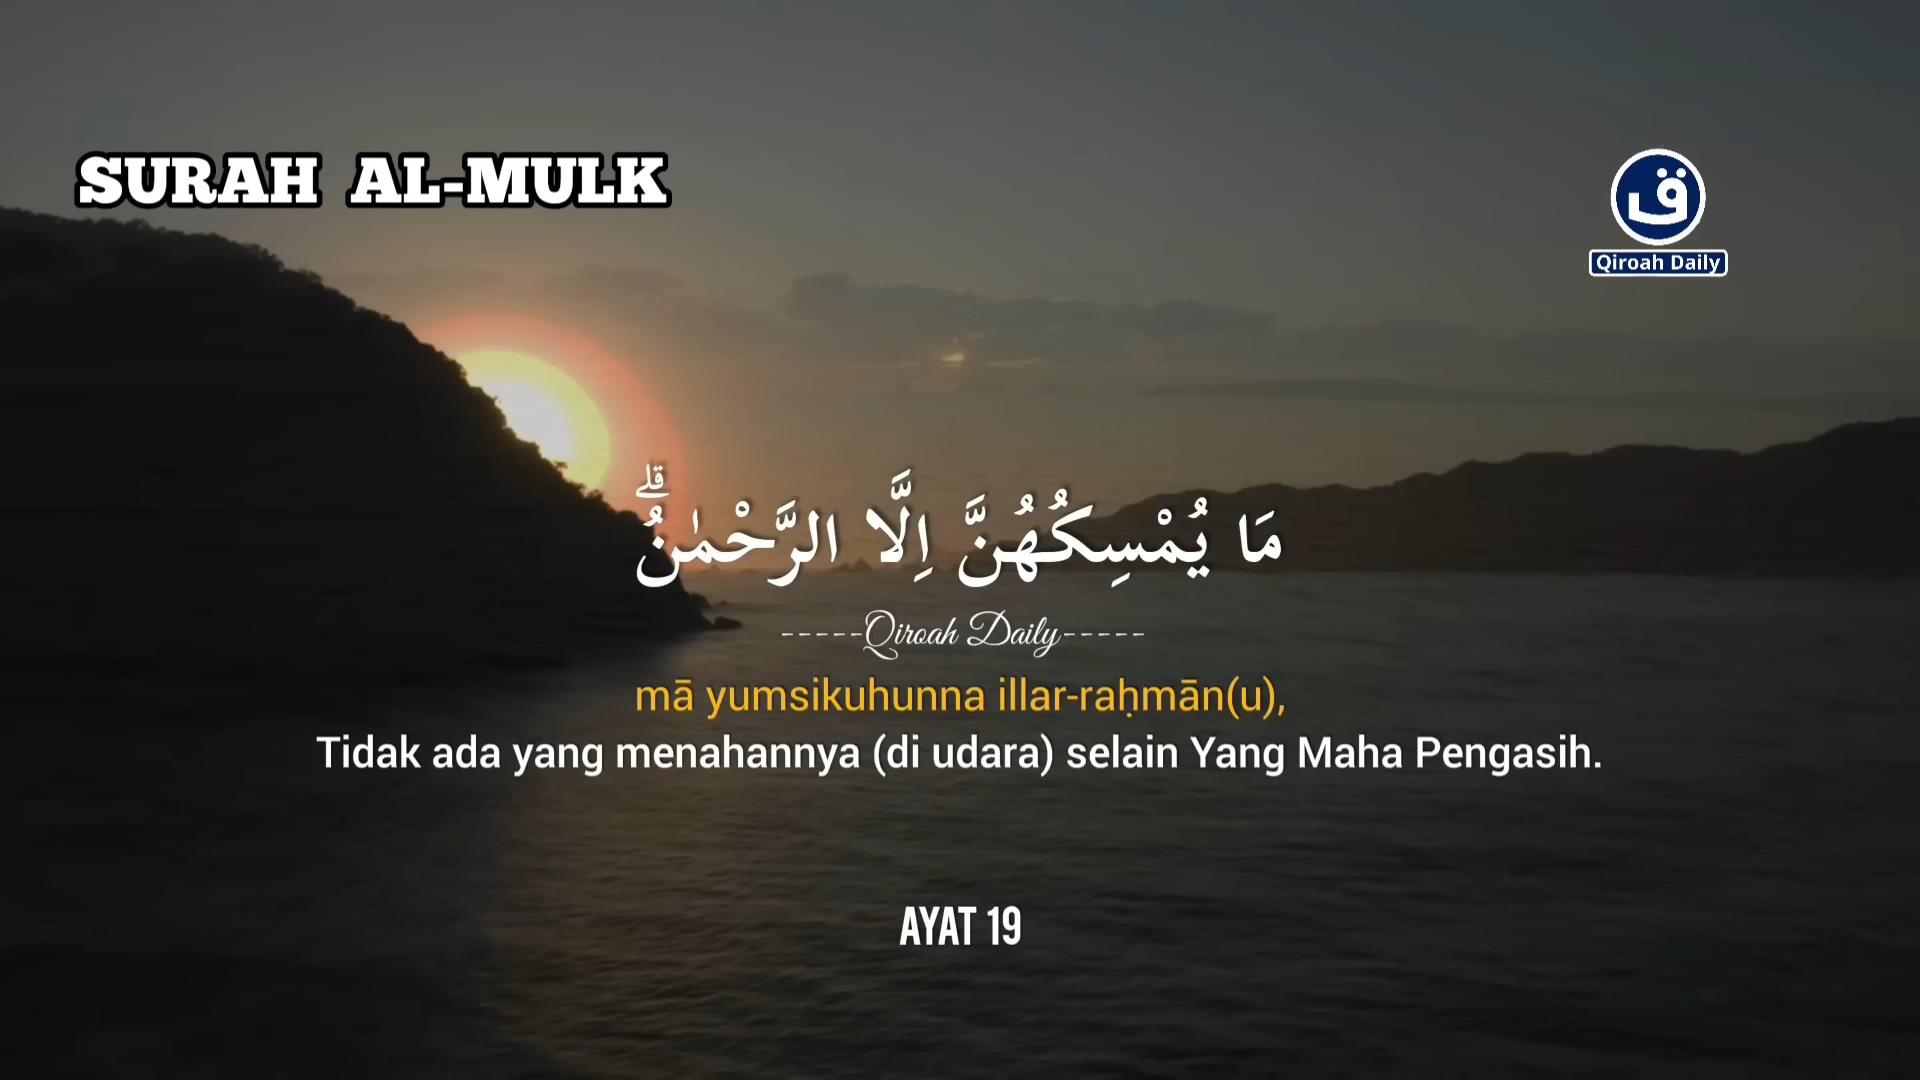 SURAH AL-MULK
ق
Qiroah Daily
مَا يُمْسِكُهُنَّ اِلَّا الرَّحْمٰنُۗ
-----Qiroah Daily-----
mā yumsikuhunna illar-raḥmān(u),
Tidak ada yang menahannya (di udara) selain Yang Maha Pengasih.
AYAT 19